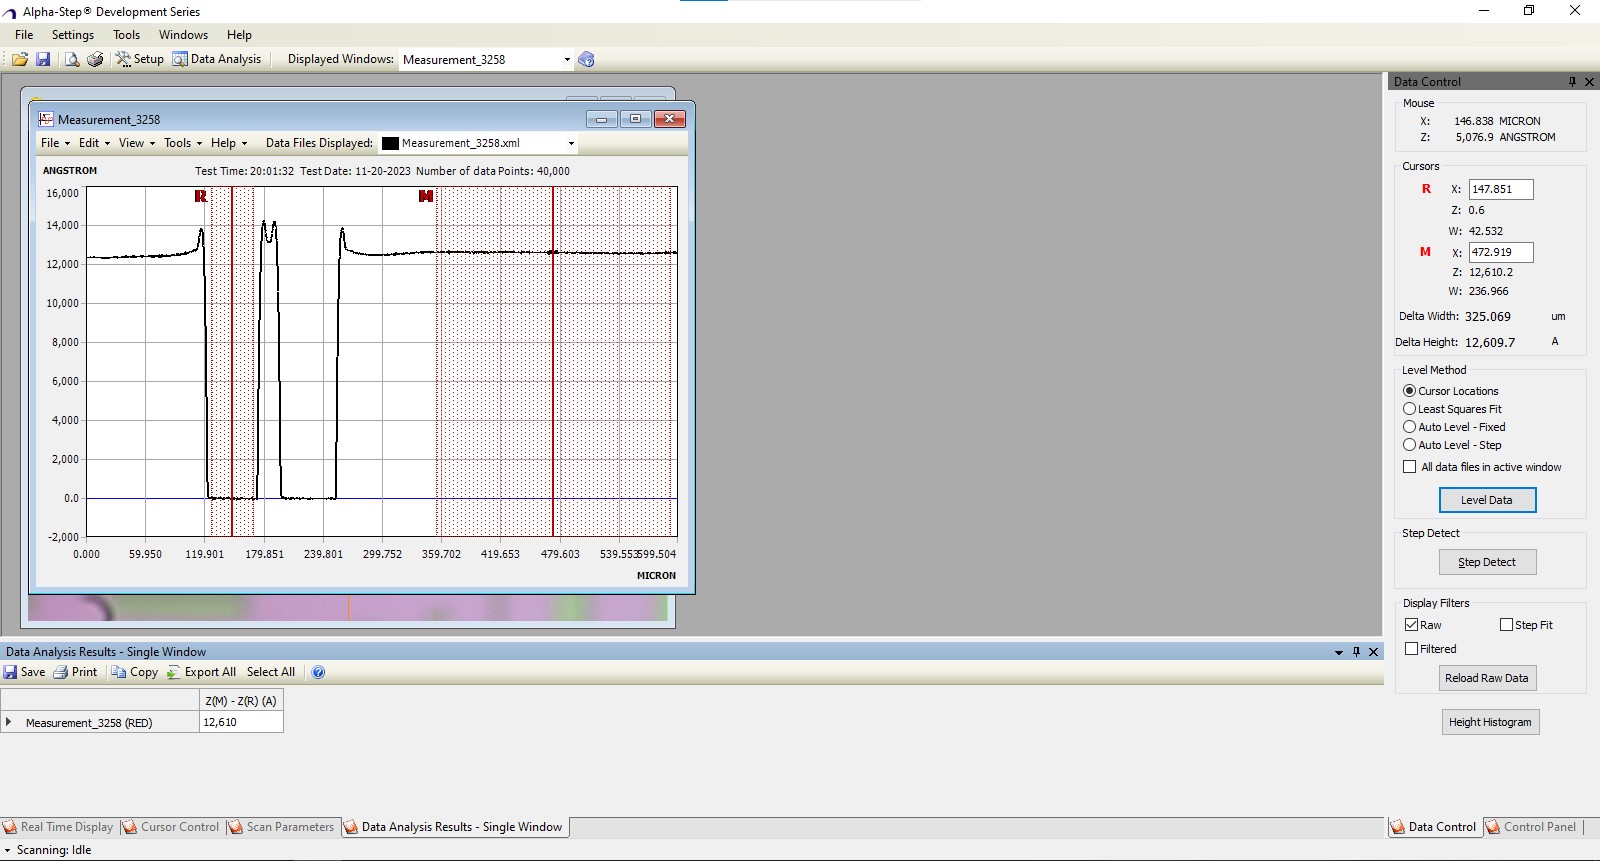 Alpha-Step® Development Series
File Settings Tools Windows Help
Setup Data Analysis Displayed Windows: Measurement_3258
Measurement_3258
File Edit View Tools Help Data Files Displayed: Measurement_3258.xml
ANGSTROM Test Time: 20:01:32 Test Date: 11-20-2023 Number of data Points: 40,000
R M
16,000
14,000
12,000
10,000
8,000
6,000
4,000
2,000
0.0
-2,000
0.000 59.950 119.901 179.851 239.801 299.752 359.702 419.653 479.603 539.553 599.504
MICRON
Data Control
Mouse
X: 146.838 MICRON
Z: 5,076.9 ANGSTROM
Cursors
R X: 147.851
Z: 0.6
W: 42.532
M X: 472.919
Z: 12,610.2
W: 236.966
Delta Width: 325.069 um
Delta Height: 12,609.7 A
Level Method
Cursor Locations
Least Squares Fit
Auto Level - Fixed
Auto Level - Step
All data files in active window
Level Data
Step Detect
Step Detect
Display Filters
Raw Step Fit
Filtered
Reload Raw Data
Height Histogram
Data Control Control Panel
Data Analysis Results - Single Window
Save Print Copy Export All Select All
Z(M) - Z(R) (A)
Measurement_3258 (RED) 12,610
Real Time Display Cursor Control Scan Parameters Data Analysis Results - Single Window
Scanning: Idle